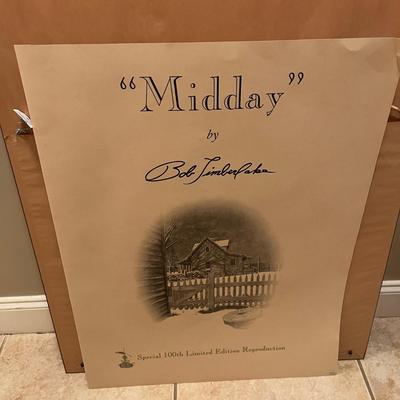 “Midday”
by
Bob Timberlake
Special 100th Limited Edition Reproduction